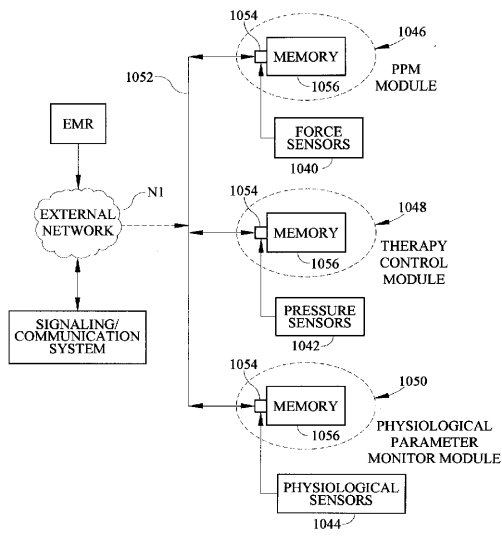 1054
1046
MEMORY
1056
PPM
MODULE
1052
EMR
FORCE
SENSORS
1040
N1
EXTERNAL
NETWORK
1054
1048
MEMORY
1056
THERAPY
CONTROL
MODULE
SIGNALING/
COMMUNICATION
SYSTEM
PRESSURE
SENSORS
1042
1054
1050
MEMORY
1056
PHYSIOLOGICAL
PARAMETER
MONITOR MODULE
PHYSIOLOGICAL
SENSORS
1044